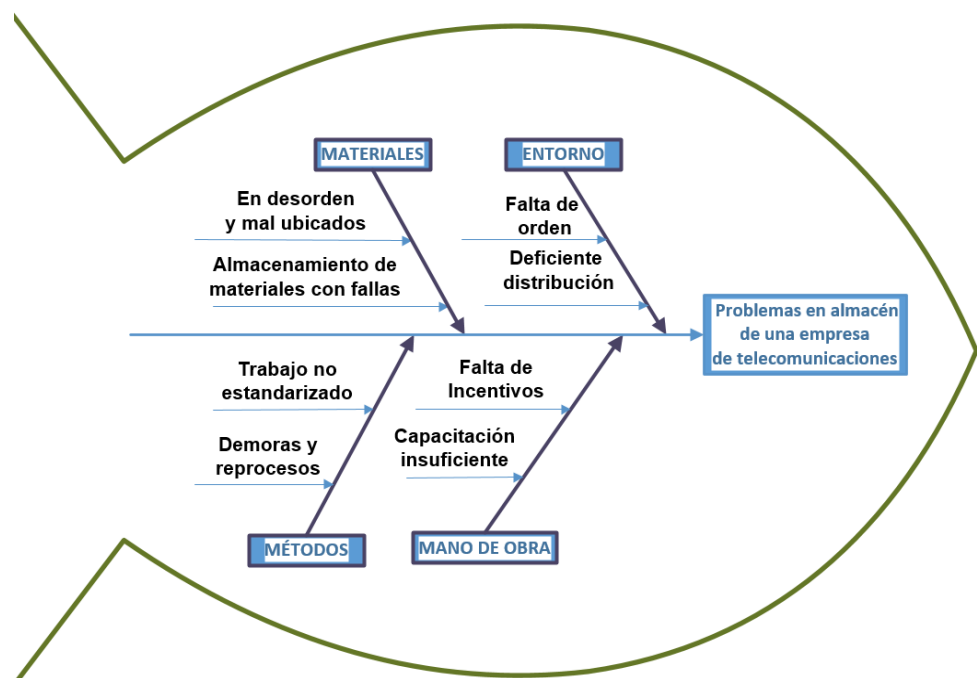 MATERIALES
En desorden
y mal ubicados
Almacenamiento de
materiales con fallas
ENTORNO
Falta de
orden
Deficiente
distribución
Problemas en almacén
de una empresa
de telecomunicaciones
Trabajo no
estandarizado
Demoras y
reprocesos
MÉTODOS
Falta de
Incentivos
Capacitación
insuficiente
MANO DE OBRA